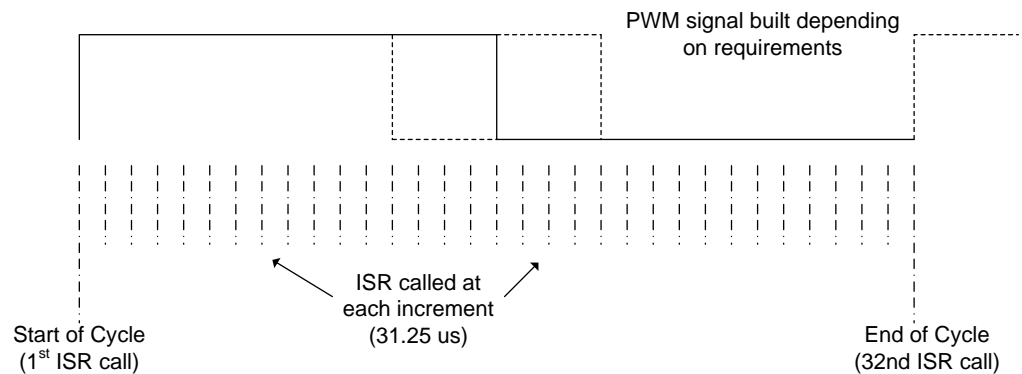 PWM signal built depending
on requirements
ISR called at
each increment
(31.25 us)
Start of Cycle
(1st ISR call)
End of Cycle
(32nd ISR call)